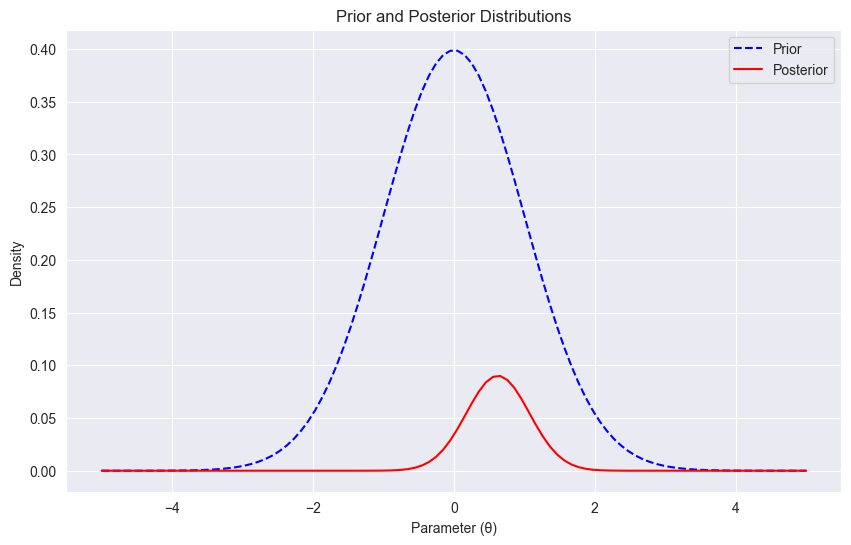 Prior and Posterior Distributions
Prior
Posterior
Density
0.40
0.35
0.30
0.25
0.20
0.15
0.10
0.05
0.00
−4 −2 0 2 4
Parameter (θ)